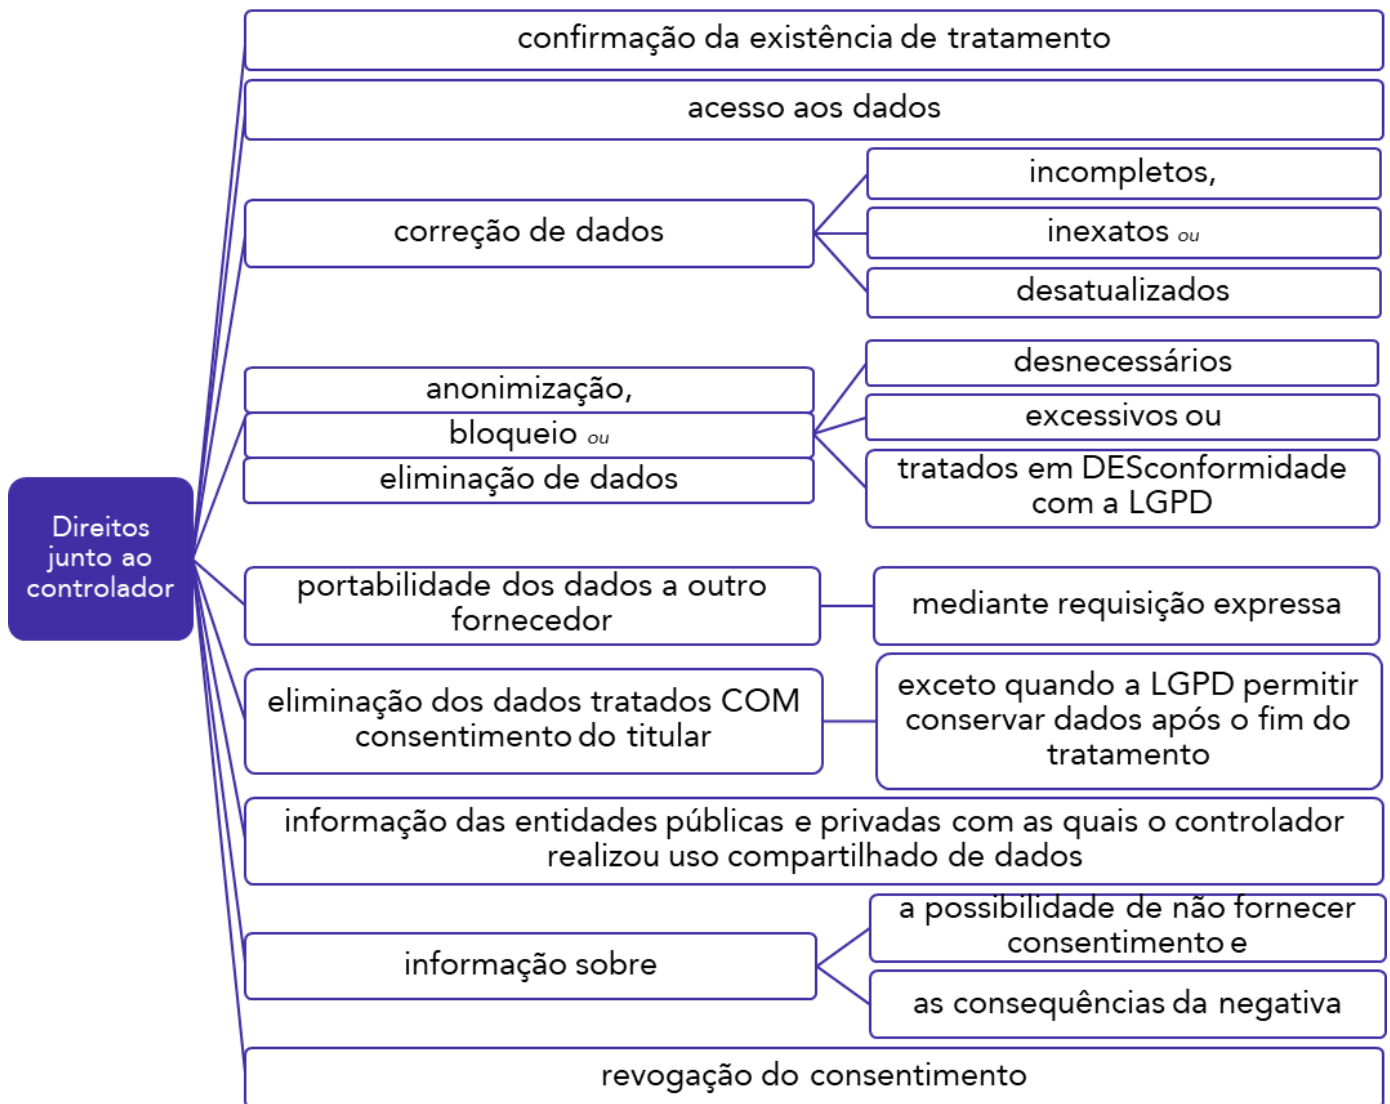 confirmação da existência de tratamento
acesso aos dados
correção de dados
incompletos,
inexatos ou
desatualizados
anonimização,
bloqueio ou
eliminação de dados
desnecessários
excessivos ou
tratados em DESconformidade
com a LGPD
Direitos
junto ao
controlador
portabilidade dos dados a outro
fornecedor
mediante requisição expressa
eliminação dos dados tratados COM
consentimento do titular
exceto quando a LGPD permitir
conservar dados após o fim do
tratamento
informação das entidades públicas e privadas com as quais o controlador
realizou uso compartilhado de dados
informação sobre
a possibilidade de não fornecer
consentimento e
as consequências da negativa
revogação do consentimento